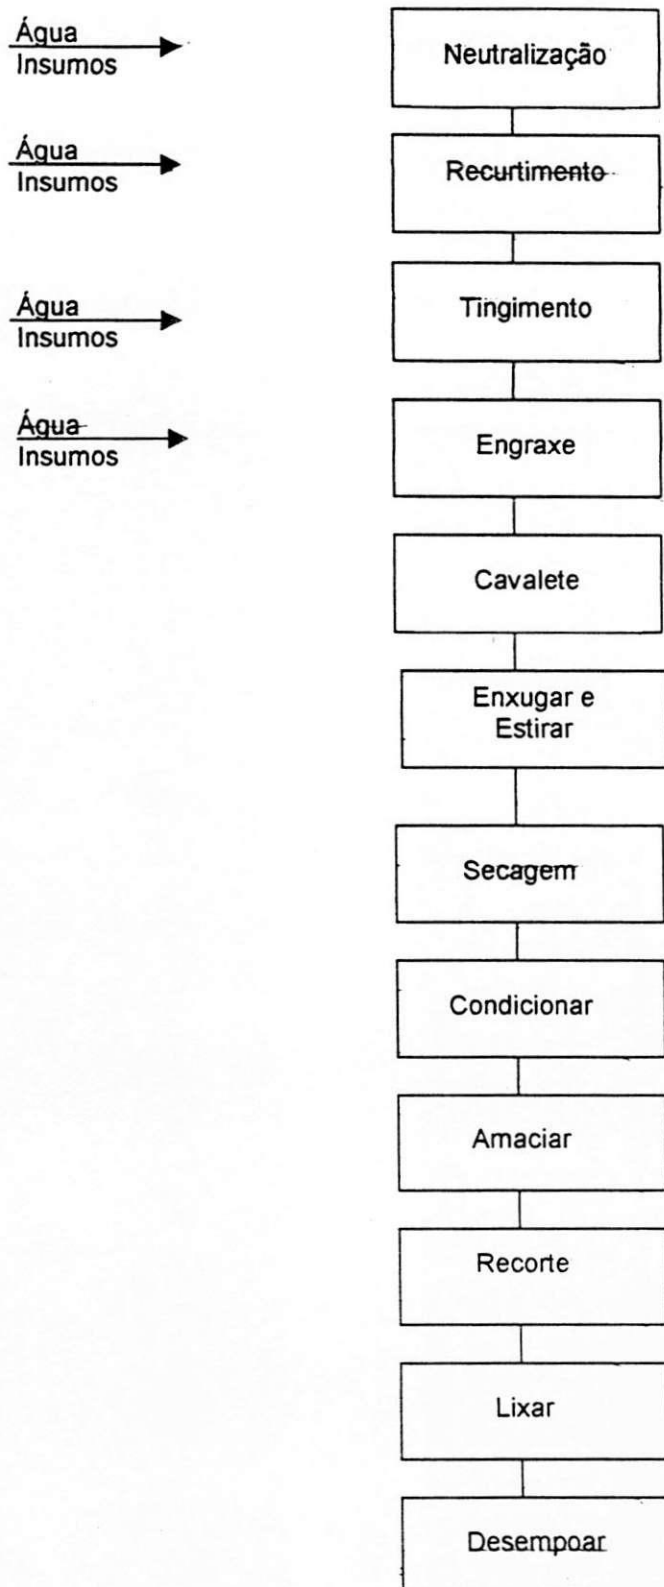 Água
Insumos
Neutralização
Água
Insumos
Recurtimento
Água
Insumos
Tingimento
Água
Insumos
Engraxe
Cavalete
Enxugar e
Estirar
Secagem
Condicionar
Amaciar
Recorte
Lixar
Desempoar